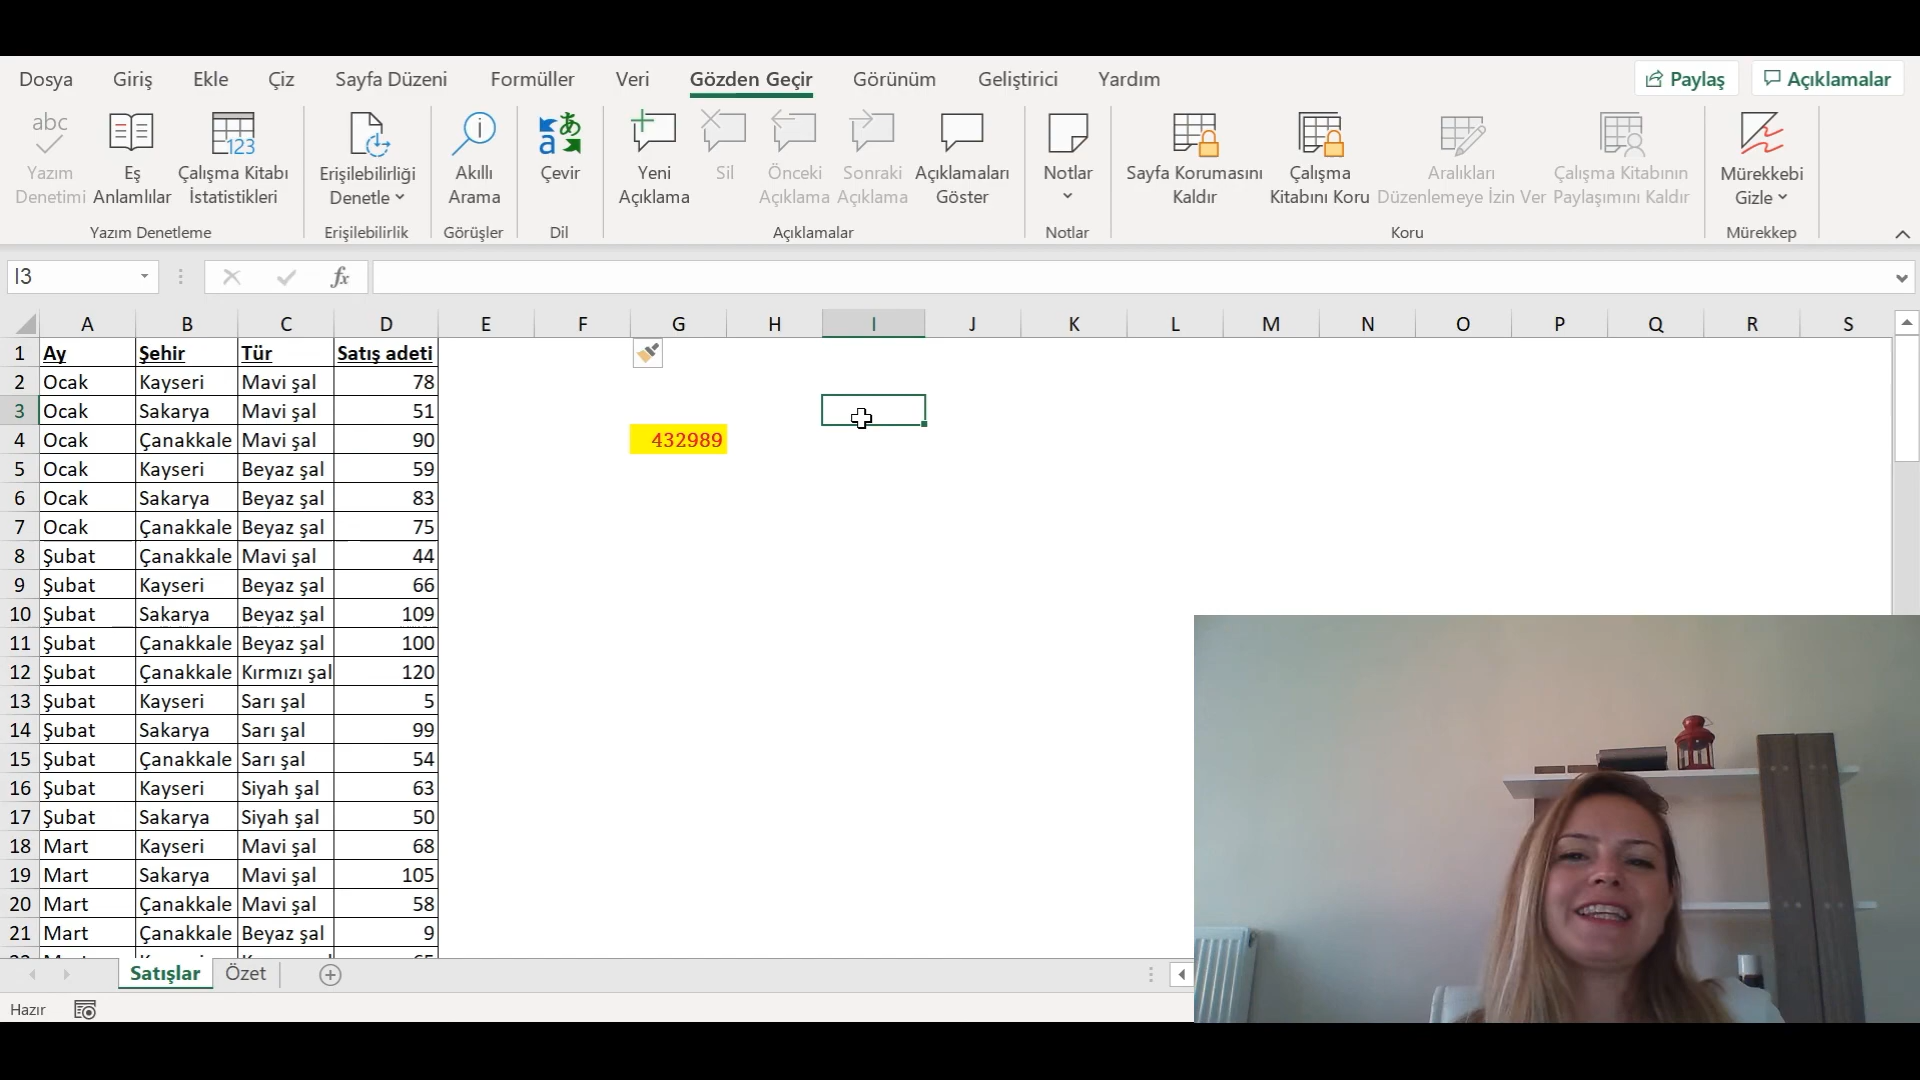 Dosya Giriş Ekle Çiz Sayfa Düzeni Formüller Veri Gözden Geçir Görünüm Geliştirici Yardım Paylaş Açıklamalar
abc
123
Yazım Denetimi
Eş Anlamlılar
Çalışma Kitabı İstatistikleri
Erişilebilirliği Denetle
Akıllı Arama
Çevir
Yeni Açıklama
Sil
Önceki Açıklama
Sonraki Açıklama
Açıklamaları Göster
Notlar
Sayfa Korumasını Kaldır
Çalışma Kitabını Koru
Aralıkları Düzenlemeye İzin Ver
Çalışma Kitabının Paylaşımını Kaldır
Mürekkebi Gizle
Yazım Denetleme Erişilebilirlik Görüşler Dil Açıklamalar Notlar Koru Mürekkep
I3 fx
A B C D E F G H I J K L M N O P Q R S
1 Ay Şehir Tür Satış adeti
2 Ocak Kayseri Mavi şal 78
3 Ocak Sakarya Mavi şal 51
4 Ocak Çanakkale Mavi şal 90 432989
5 Ocak Kayseri Beyaz şal 59
6 Ocak Sakarya Beyaz şal 83
7 Ocak Çanakkale Beyaz şal 75
8 Şubat Çanakkale Mavi şal 44
9 Şubat Kayseri Beyaz şal 66
10 Şubat Sakarya Beyaz şal 109
11 Şubat Çanakkale Beyaz şal 100
12 Şubat Çanakkale Kırmızı şal 120
13 Şubat Kayseri Sarı şal 5
14 Şubat Sakarya Sarı şal 99
15 Şubat Çanakkale Sarı şal 54
16 Şubat Kayseri Siyah şal 63
17 Şubat Sakarya Siyah şal 50
18 Mart Kayseri Mavi şal 68
19 Mart Sakarya Mavi şal 105
20 Mart Çanakkale Mavi şal 58
21 Mart Çanakkale Beyaz şal 9
Satışlar Özet
Hazır